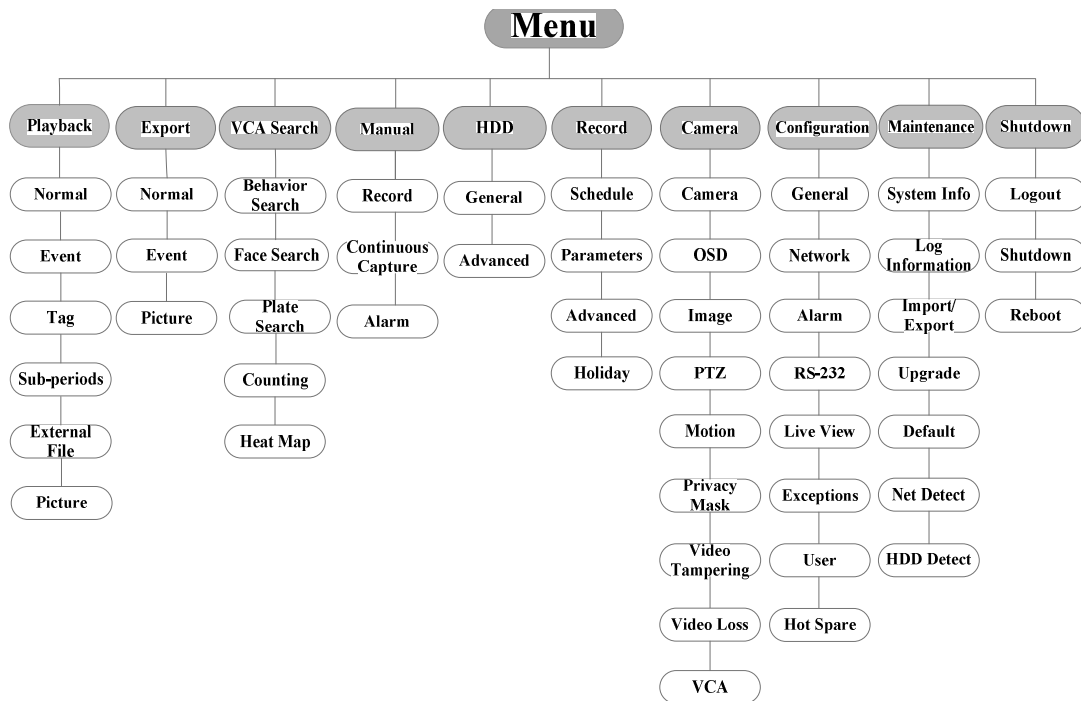 Menu
Playback
Export
VCA Search
Manual
HDD
Record
Camera
Configuration
Maintenance
Shutdown
Normal
Event
Tag
Sub-periods
External
File
Picture
Normal
Event
Picture
Behavior
Search
Face Search
Plate
Search
Counting
Heat Map
Record
Continuous
Capture
Alarm
General
Advanced
Schedule
Parameters
Advanced
Holiday
Camera
OSD
Image
PTZ
Motion
Privacy
Mask
Video
Tampering
Video Loss
VCA
General
Network
Alarm
RS-232
Live View
Exceptions
User
Hot Spare
System Info
Log
Information
Import/
Export
Upgrade
Default
Net Detect
HDD Detect
Logout
Shutdown
Reboot